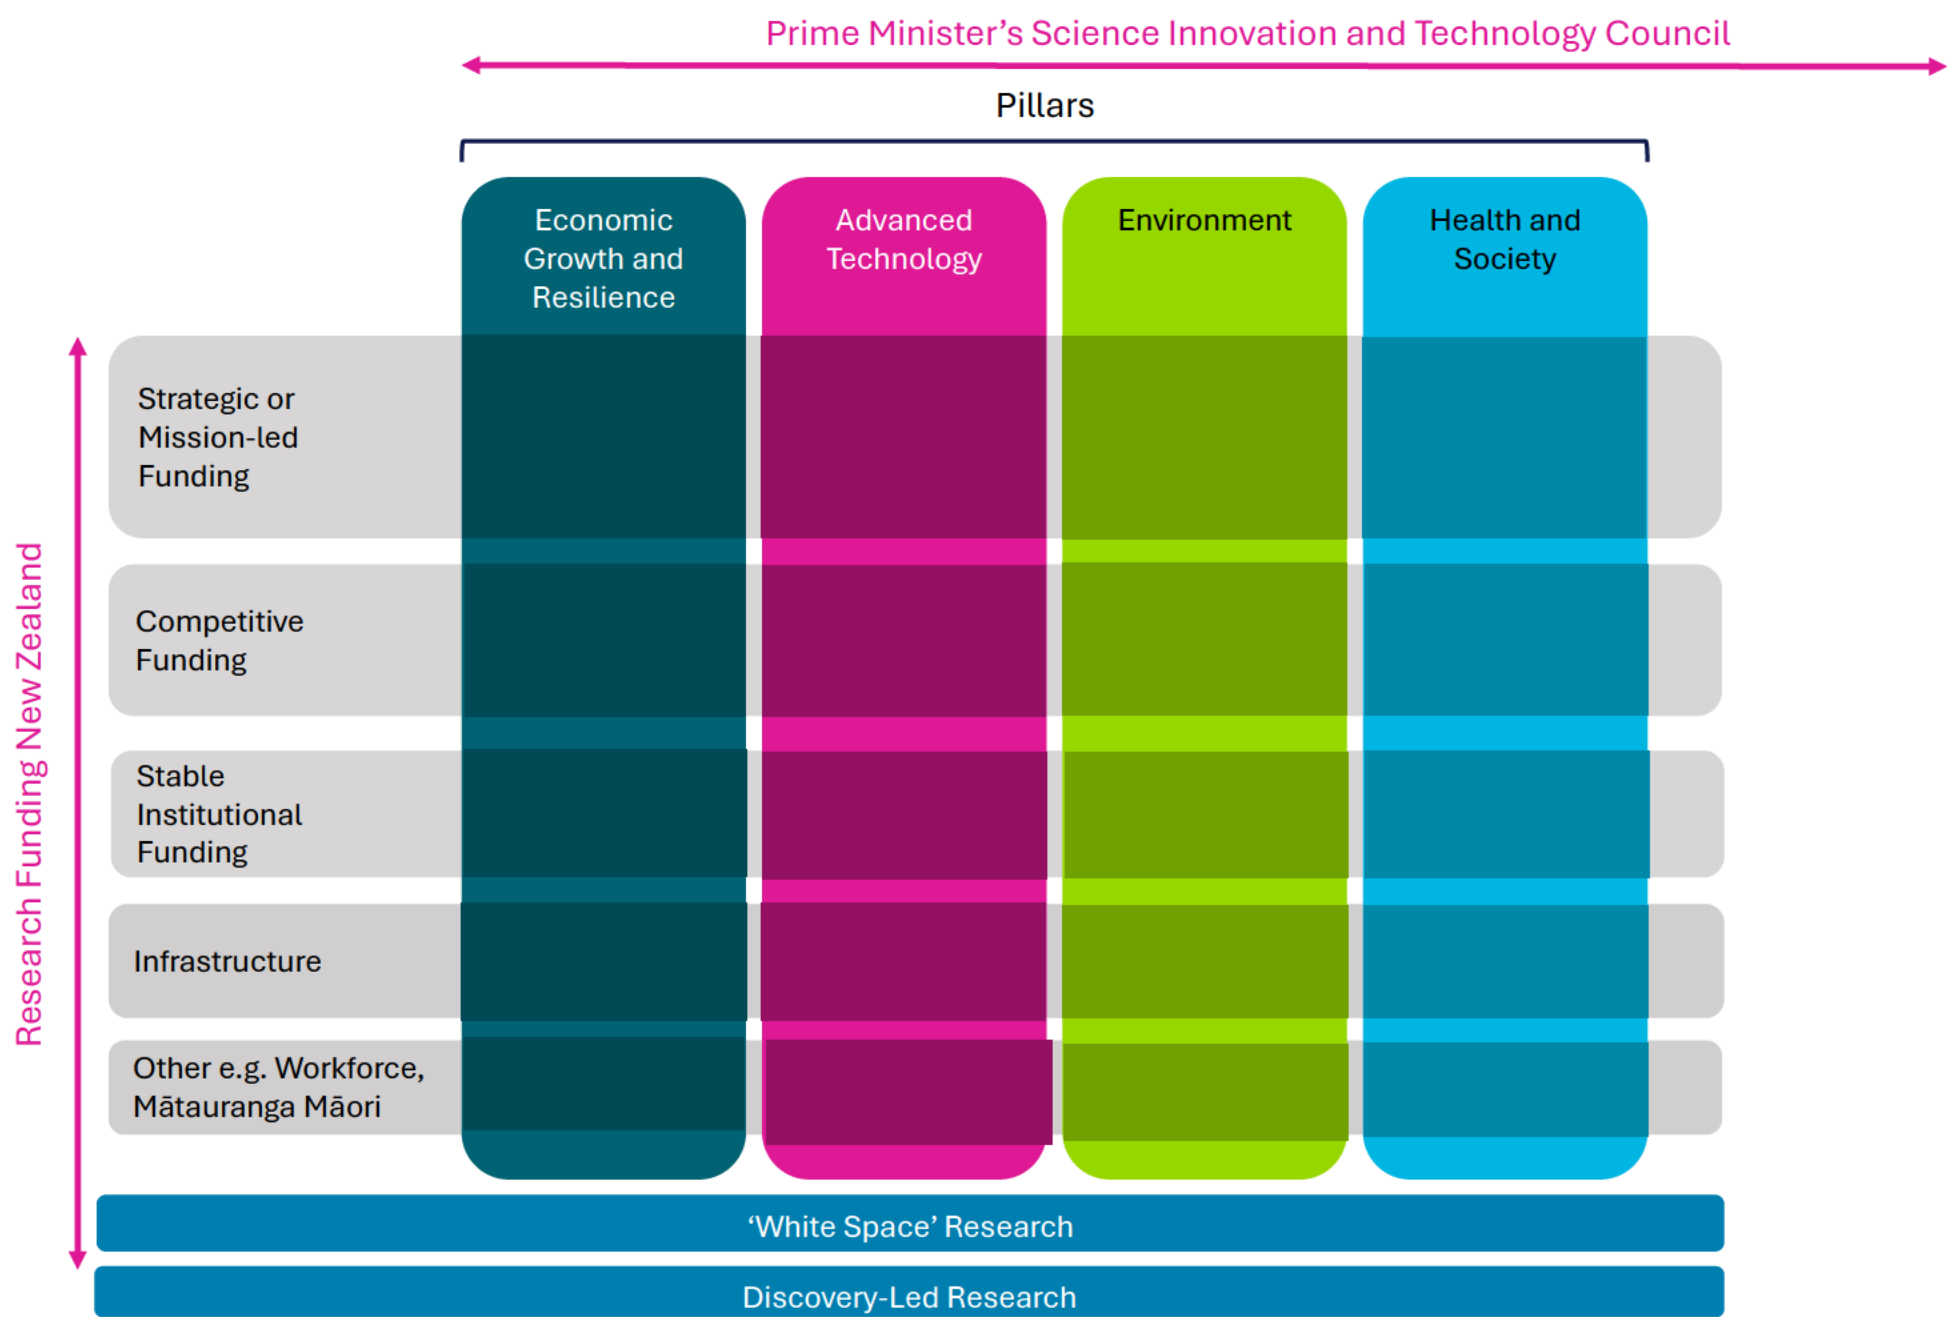 Prime Minister’s Science Innovation and Technology Council
Pillars
Economic
Growth and
Resilience
Advanced
Technology
Environment
Health and
Society
Research Funding New Zealand
Strategic or
Mission-led
Funding
Competitive
Funding
Stable
Institutional
Funding
Infrastructure
Other e.g. Workforce,
Mātauranga Māori
‘White Space’ Research
Discovery-Led Research